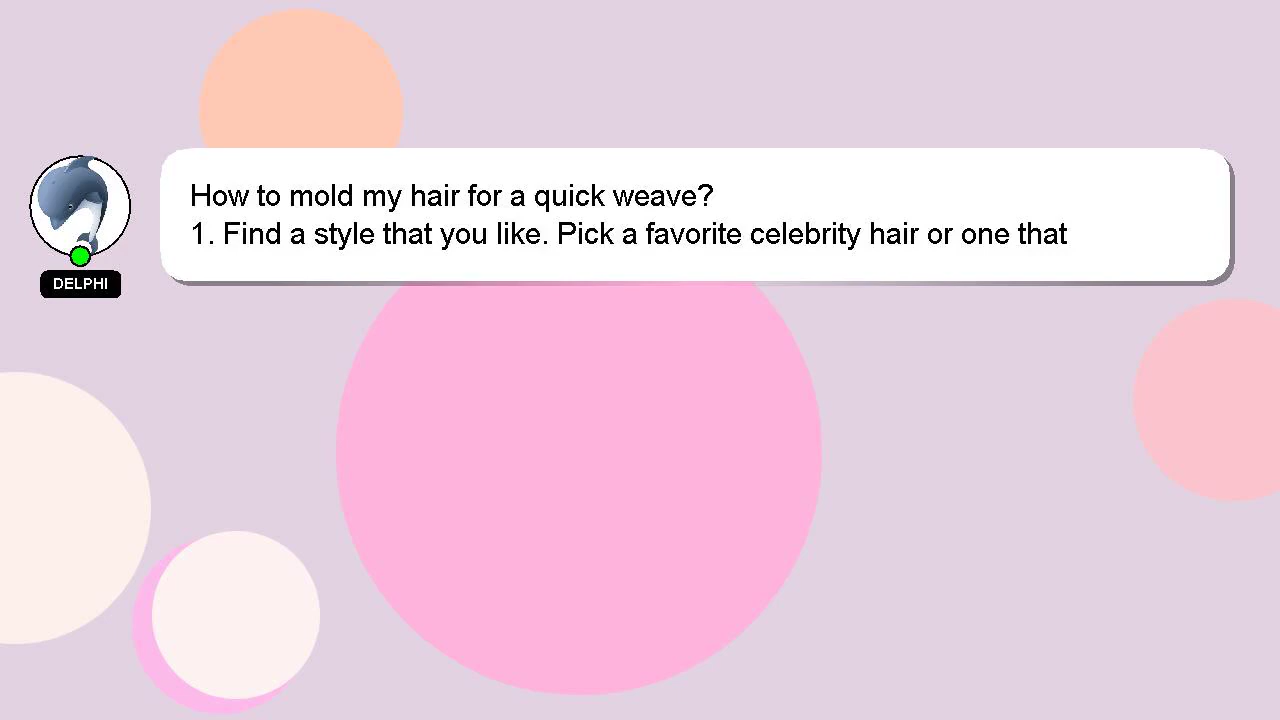 How to mold my hair for a quick weave?
1. Find a style that you like. Pick a favorite celebrity hair or one that
DELPHI